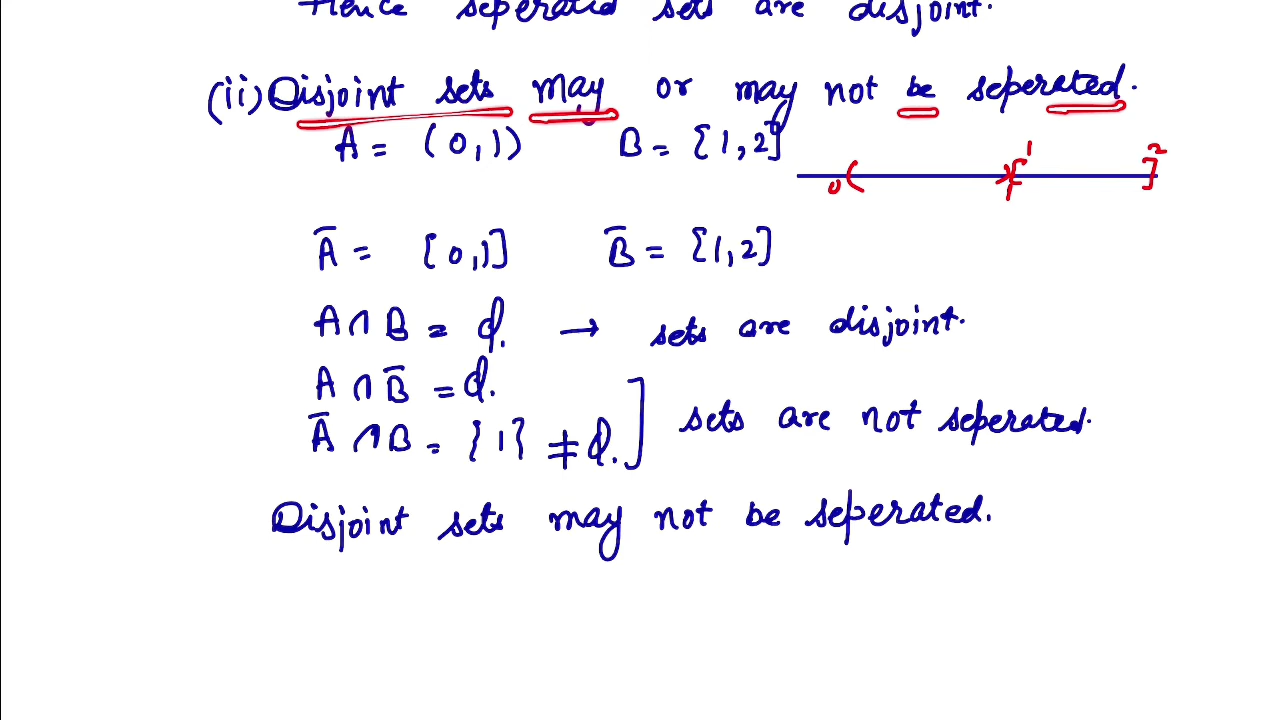 Hence seperated sets are disjoint.
(ii) Disjoint sets may or may not be seperated.
A = (0,1) B = [1,2]
0 ( 1 [ 1 ] 2
Ā = [0,1] B̄ = [1,2]
A ∩ B = φ. → sets are disjoint.
A ∩ B̄ = φ.
Ā ∩ B = {1} ≠ φ. ] sets are not seperated.
Disjoint sets may not be seperated.